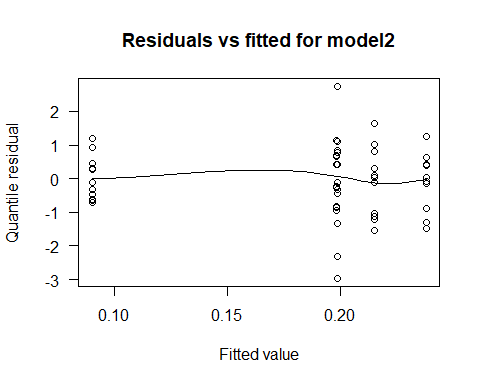 Residuals vs fitted for model2
Quantile residual
2
1
0
-1
-2
-3
0.10 0.15 0.20
Fitted value